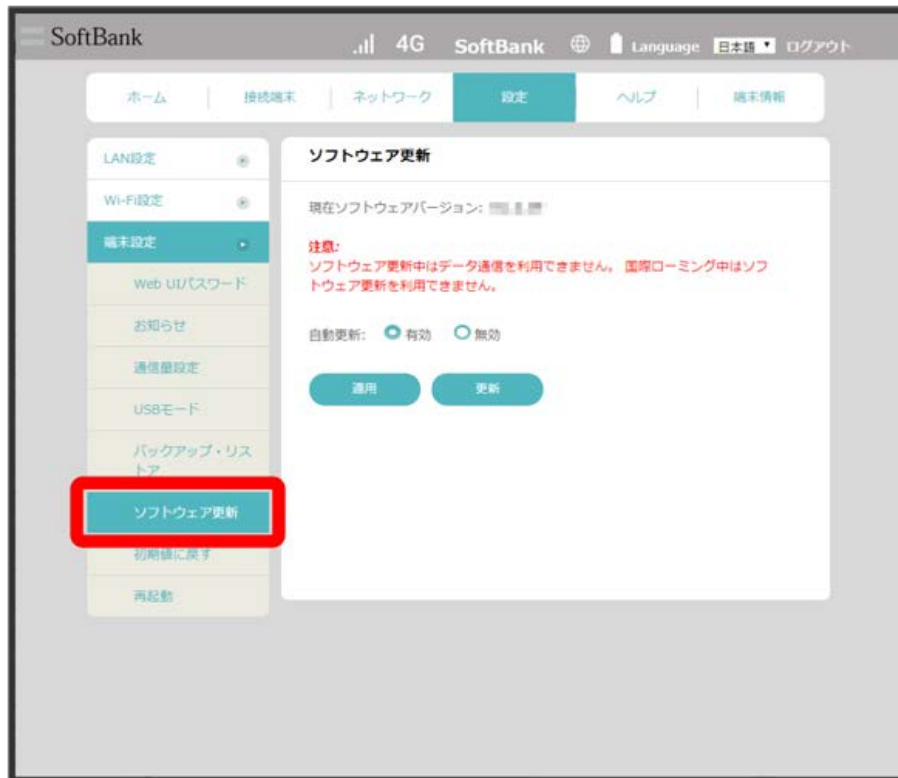 SoftBank
4G SoftBank Language 日本語 ログアウト
ホーム 接続端末 ネットワーク 設定 ヘルプ 端末情報
LAN設定
Wi-Fi設定
端末設定
Web UIパスワード
お知らせ
通信量設定
USBモード
バックアップ・リス
トア
ソフトウェア更新
初期値に戻す
再起動
ソフトウェア更新
現在ソフトウェアバージョン:
注意:
ソフトウェア更新中はデータ通信を利用できません。 国際ローミング中はソフ
トウェア更新を利用できません。
自動更新: 有効 無効
適用 更新